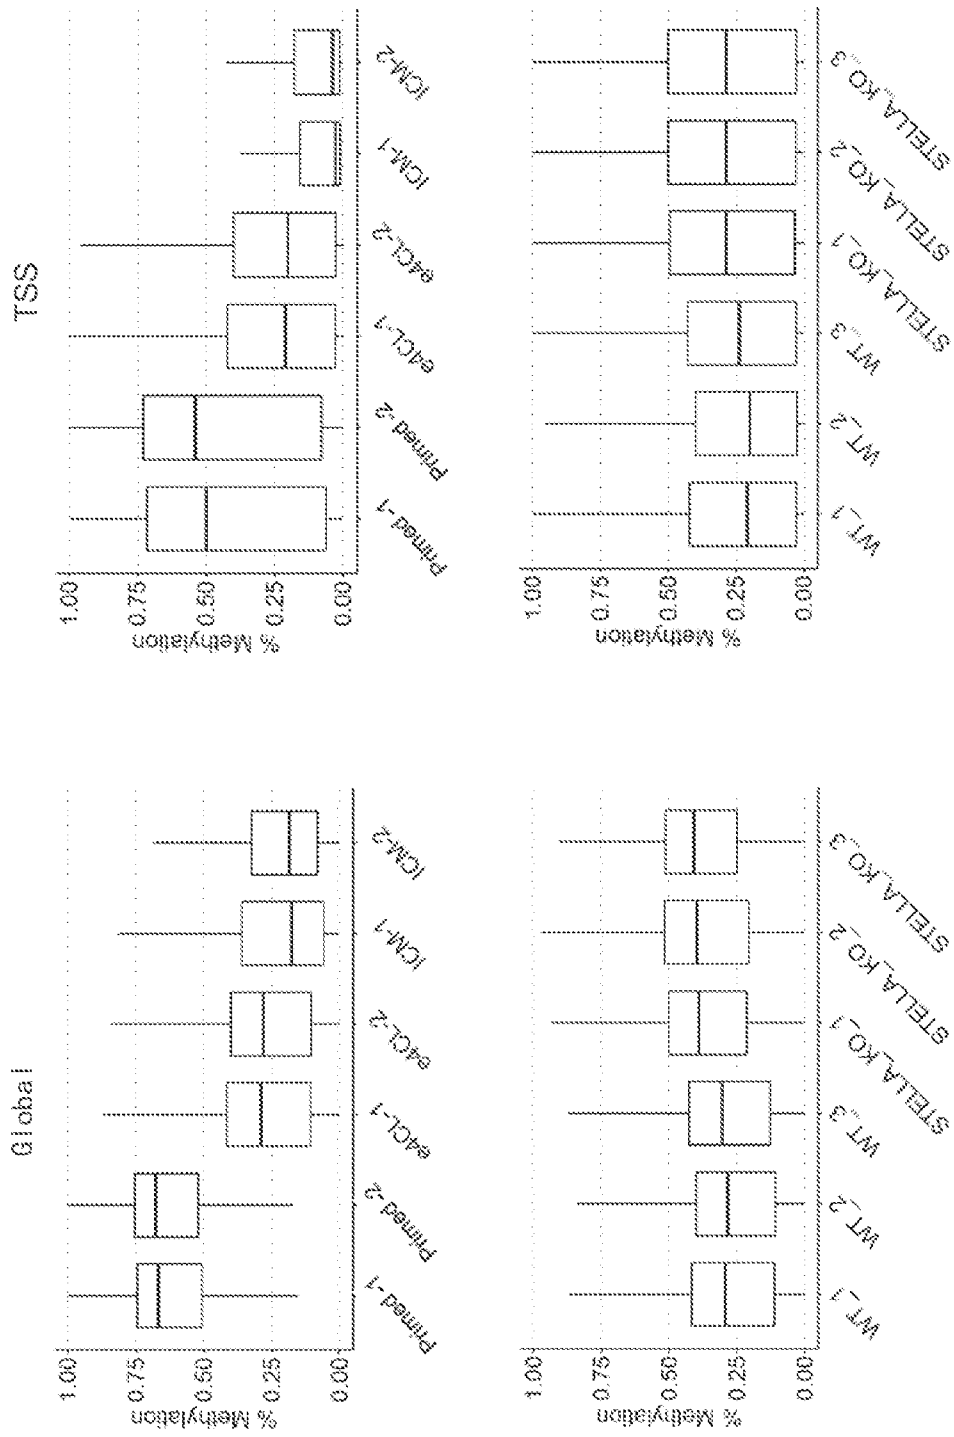 Global
% Methylation
1.00
0.75
0.50
0.25
0.00
Primed -1
Primed -2
e4CL-1
e4CL-2
ICM-1
ICM-2
TSS
% Methylation
1.00
0.75
0.50
0.25
0.00
Primed -1
Primed -2
e4CL-1
e4CL-2
ICM-1
ICM-2
% Methylation
1.00
0.75
0.50
0.25
0.00
WT_1
WT_2
WT_3
STELLA_KO_1
STELLA_KO_2
STELLA_KO_3
% Methylation
1.00
0.75
0.50
0.25
0.00
WT_1
WT_2
WT_3
STELLA_KO_1
STELLA_KO_2
STELLA_KO_3